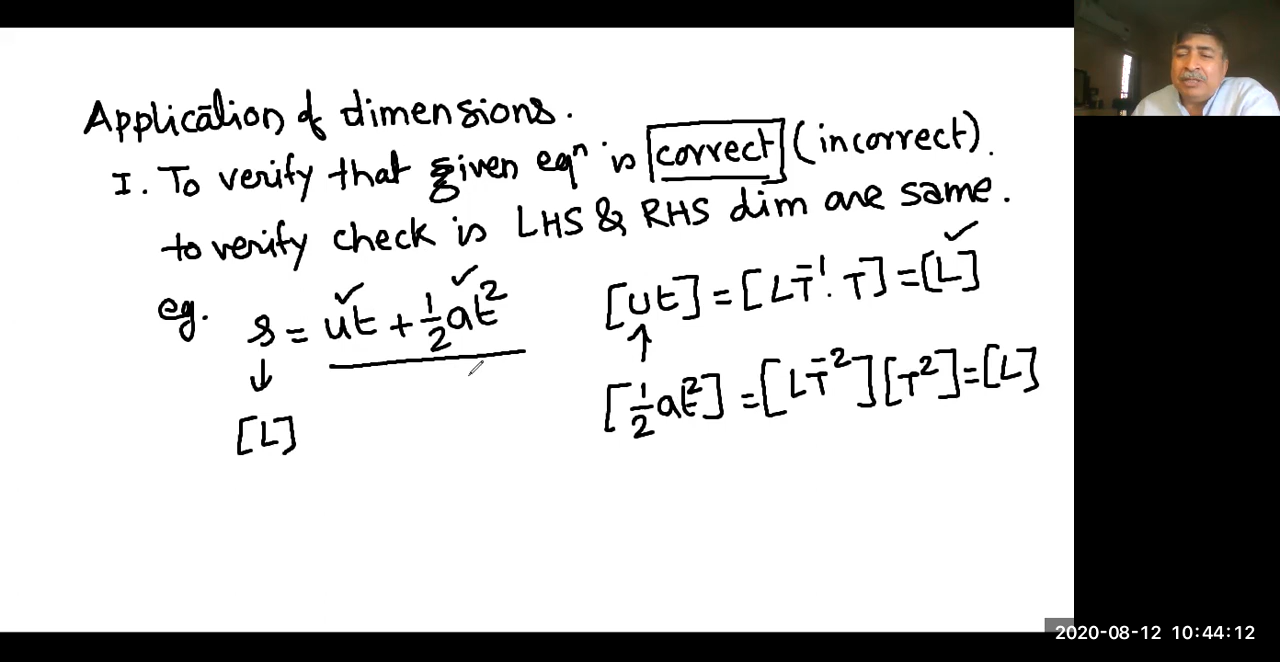 Application of dimensions.
I. To verify that given eqⁿ is correct (incorrect).
to verify check is LHS & RHS dim are same.
eg. s = ut + 1/2 at²
[L]
[ut] = [LT⁻¹. T] = [L]
[1/2 at²] = [LT⁻²][T²] = [L]
2020-08-12 10:44:12